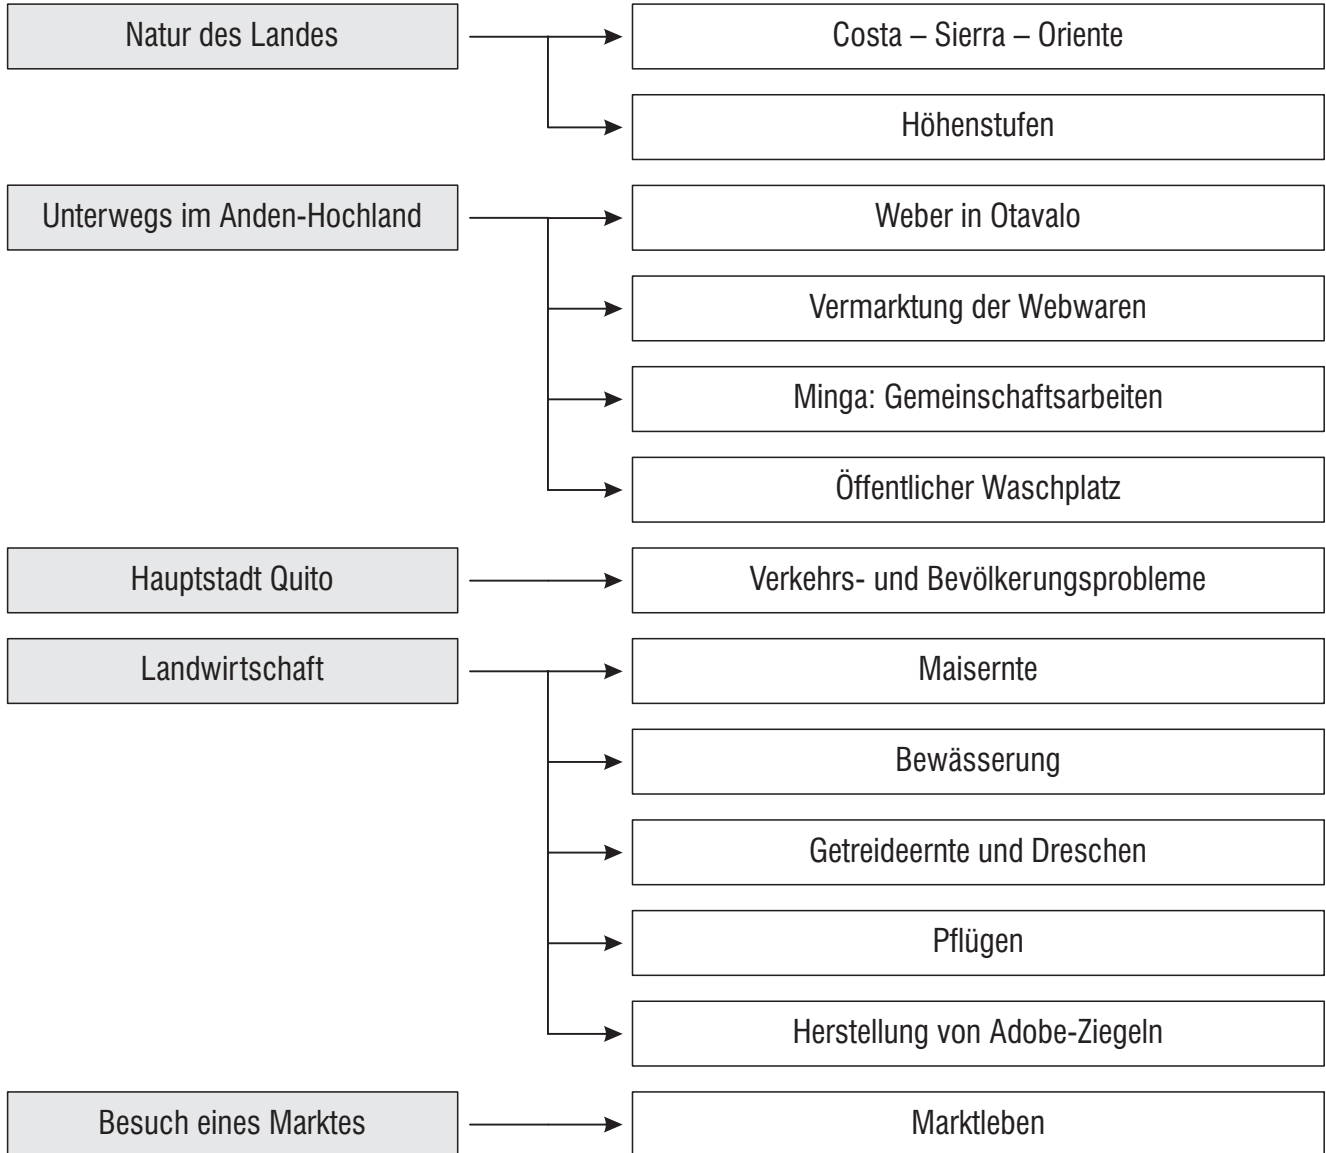 Natur des Landes
Costa – Sierra – Oriente
Höhenstufen
Unterwegs im Anden-Hochland
Weber in Otavalo
Vermarktung der Webwaren
Minga: Gemeinschaftsarbeiten
Öffentlicher Waschplatz
Hauptstadt Quito
Verkehrs- und Bevölkerungsprobleme
Landwirtschaft
Maisernte
Bewässerung
Getreideernte und Dreschen
Pflügen
Herstellung von Adobe-Ziegeln
Besuch eines Marktes
Marktleben